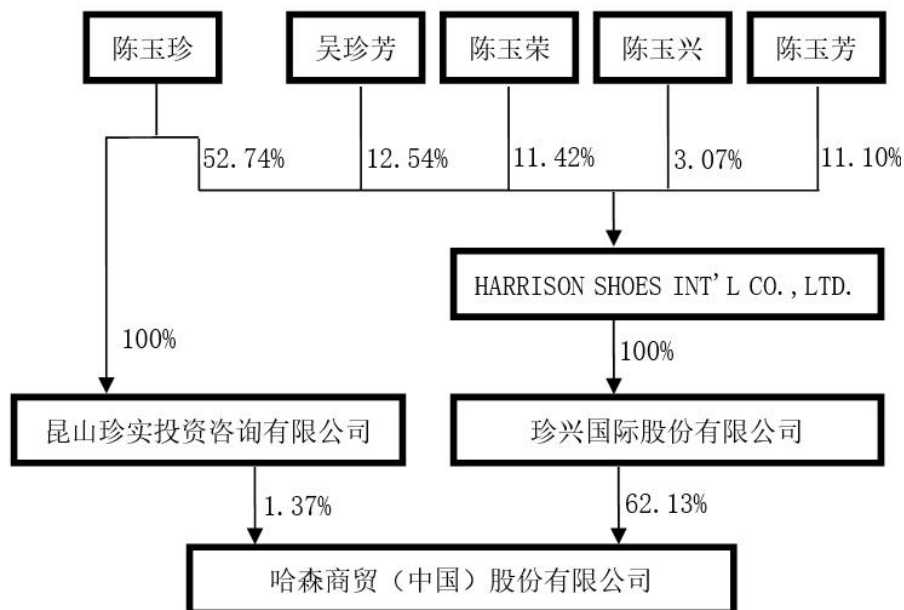 陈玉珍
吴珍芳
陈玉荣
陈玉兴
陈玉芳
52.74%
12.54%
11.42%
3.07%
11.10%
HARRISON SHOES INT'L CO.,LTD.
100%
100%
昆山珍实投资咨询有限公司
珍兴国际股份有限公司
1.37%
62.13%
哈森商贸（中国）股份有限公司